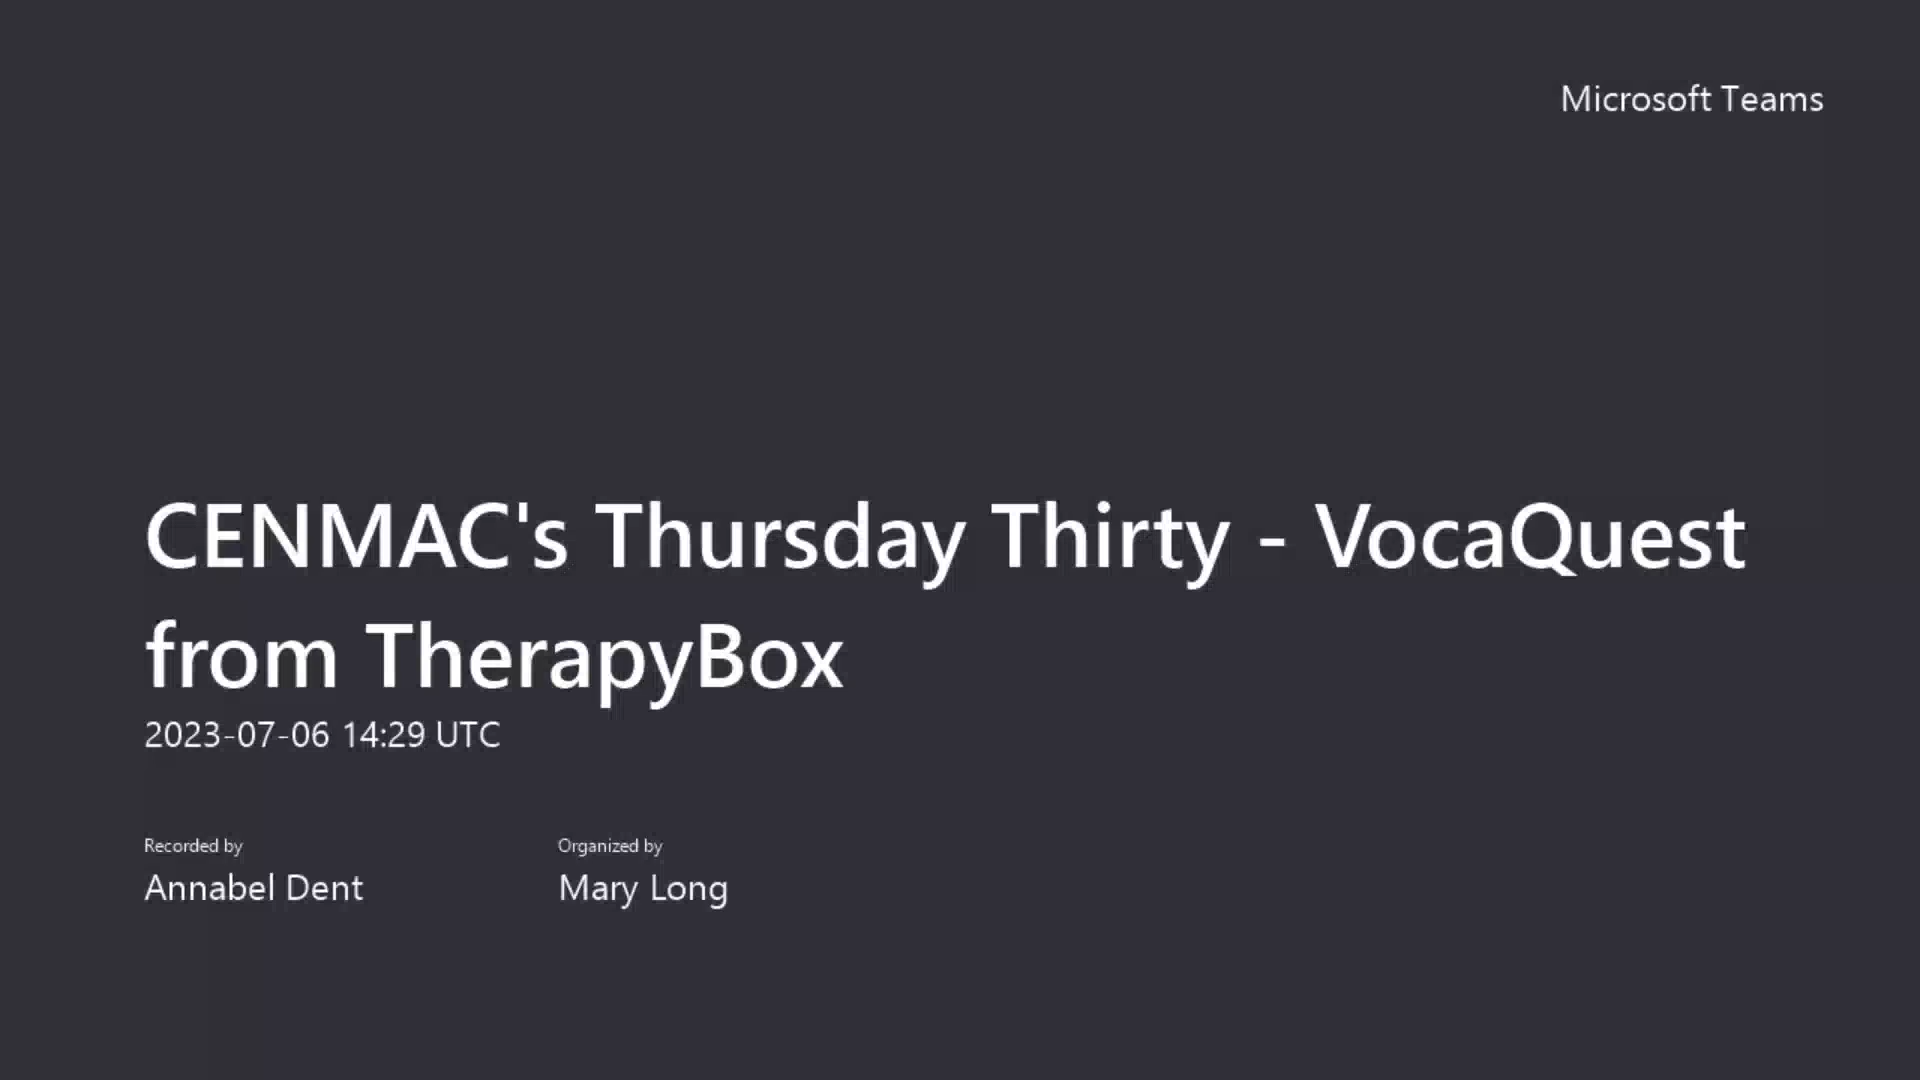 Microsoft Teams
CENMAC's Thursday Thirty - VocaQuest
from TherapyBox
2023-07-06 14:29 UTC
Recorded by
Organized by
Annabel Dent
Mary Long